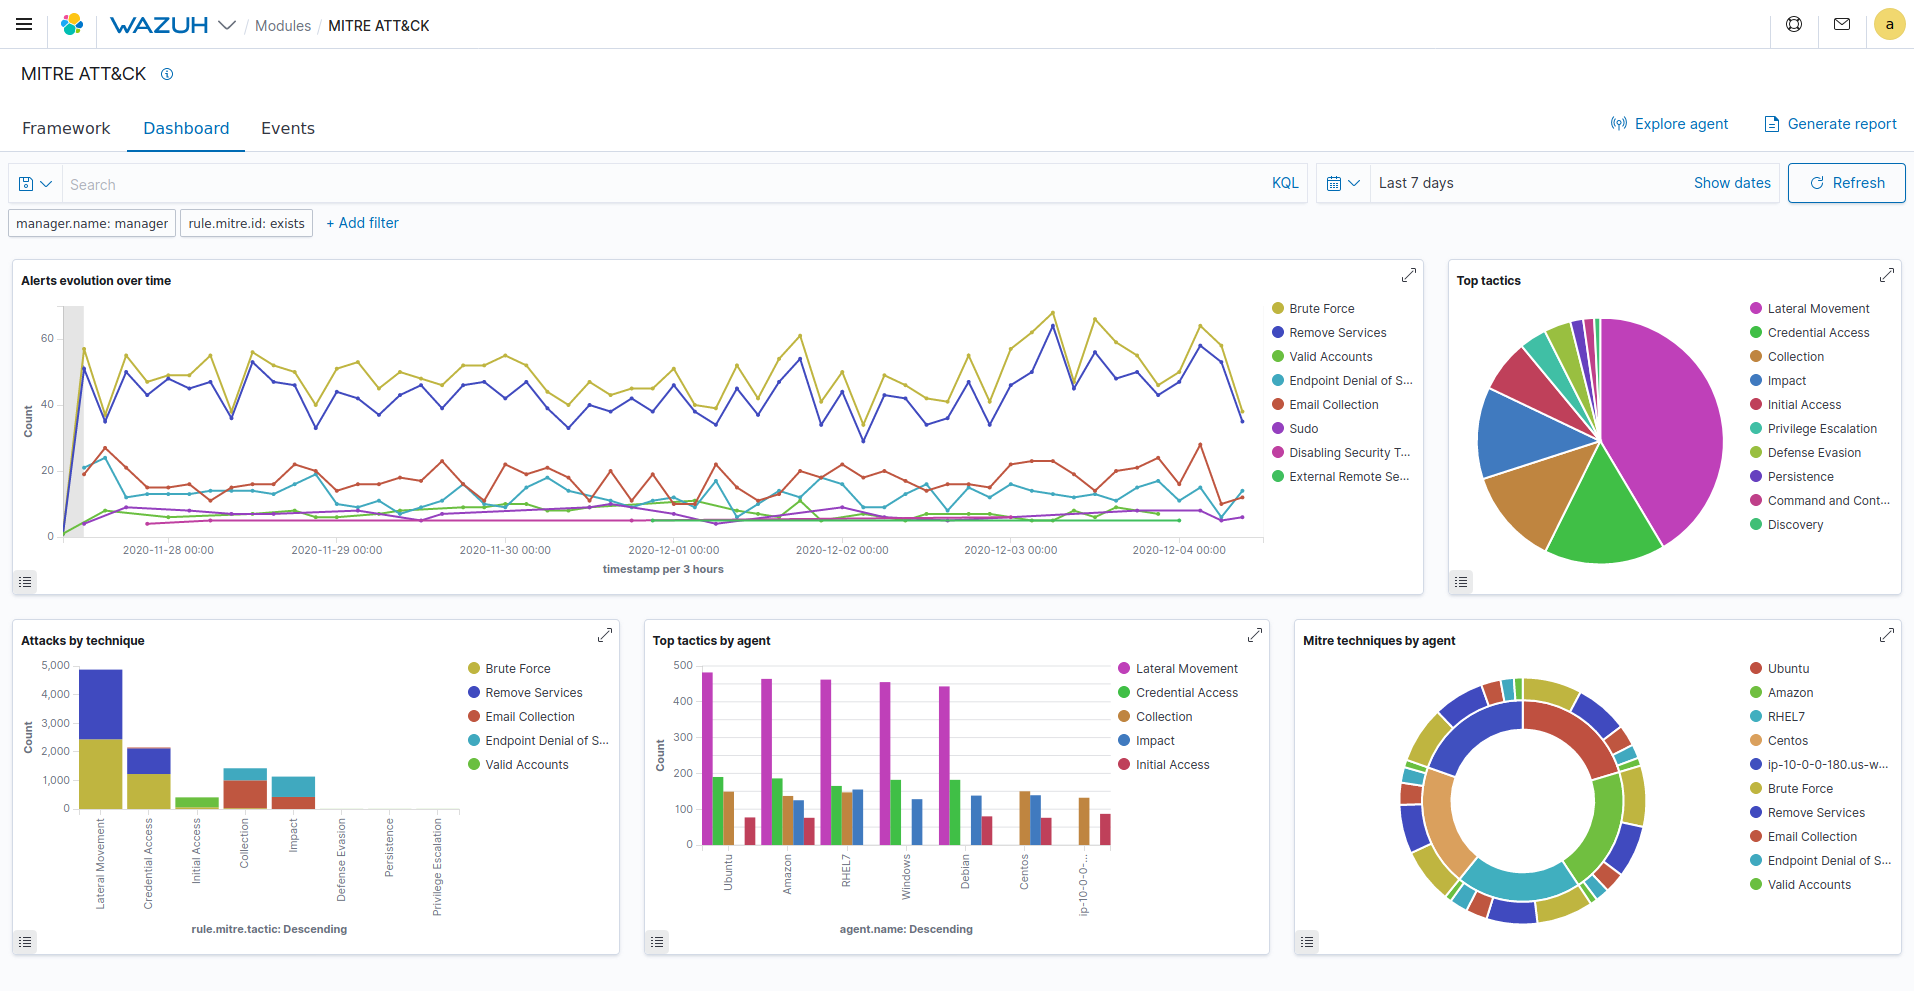 WAZUH / Modules / MITRE ATT&CK
a
MITRE ATT&CK
Framework
Dashboard
Events
Explore agent
Generate report
Search
KQL
Last 7 days
Show dates
Refresh
manager.name: manager
rule.mitre.id: exists
+ Add filter
Alerts evolution over time
Count
60
40
20
0
2020-11-28 00:00
2020-11-29 00:00
2020-11-30 00:00
2020-12-01 00:00
2020-12-02 00:00
2020-12-03 00:00
2020-12-04 00:00
timestamp per 3 hours
Brute Force
Remove Services
Valid Accounts
Endpoint Denial of S...
Email Collection
Sudo
Disabling Security T...
External Remote Se...
Top tactics
Lateral Movement
Credential Access
Collection
Impact
Initial Access
Privilege Escalation
Defense Evasion
Persistence
Command and Cont...
Discovery
Attacks by technique
Count
5,000
4,000
3,000
2,000
1,000
0
Lateral Movement
Credential Access
Initial Access
Collection
Impact
Defense Evasion
Persistence
Privilege Escalation
rule.mitre.tactic: Descending
Brute Force
Remove Services
Email Collection
Endpoint Denial of S...
Valid Accounts
Top tactics by agent
Count
500
400
300
200
100
0
Ubuntu
Amazon
RHEL7
Windows
Debian
Centos
ip-10-0-0-...
agent.name: Descending
Lateral Movement
Credential Access
Collection
Impact
Initial Access
Mitre techniques by agent
Ubuntu
Amazon
RHEL7
Centos
ip-10-0-0-180.us-w...
Brute Force
Remove Services
Email Collection
Endpoint Denial of S...
Valid Accounts